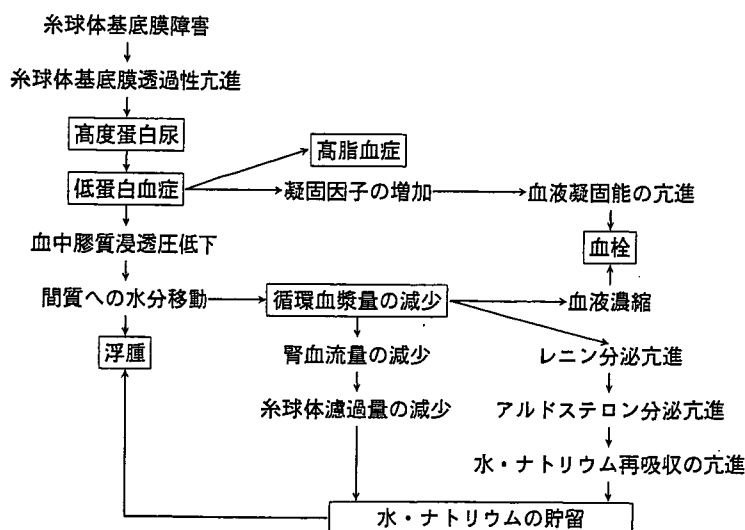 糸球体基底膜障害
糸球体基底膜透過性亢進
高度蛋白尿
高脂血症
低蛋白血症
凝固因子の増加
血液凝固能の亢進
血中膠質浸透圧低下
血栓
間質への水分移動
循環血漿量の減少
血液濃縮
浮腫
腎血流量の減少
レニン分泌亢進
糸球体濾過量の減少
アルドステロン分泌亢進
水・ナトリウム再吸収の亢進
水・ナトリウムの貯留